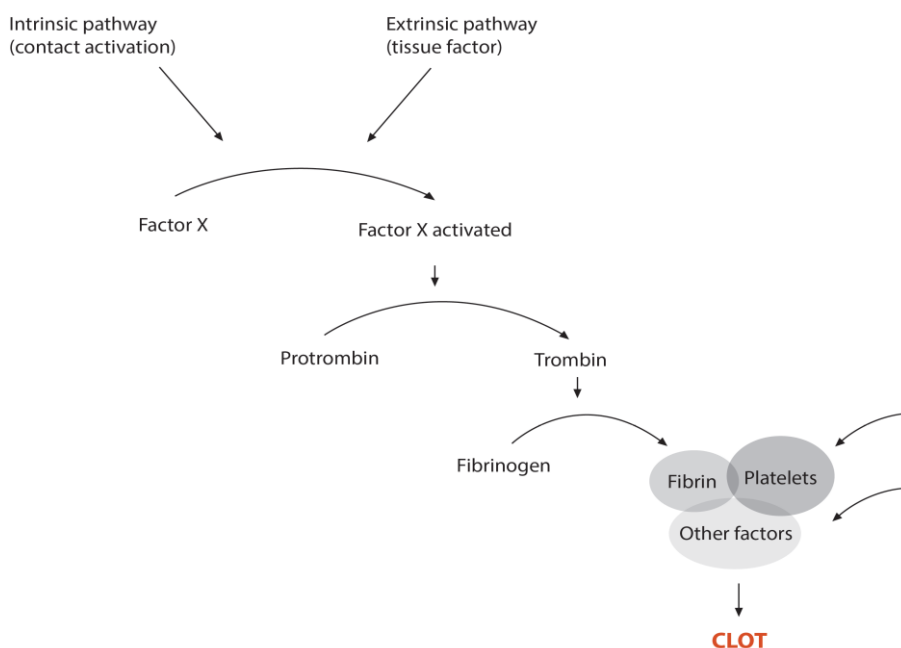 Intrinsic pathway
(contact activation)
Extrinsic pathway
(tissue factor)
Factor X
Factor X activated
Protrombin
Trombin
Fibrinogen
Fibrin
Platelets
Other factors
CLOT